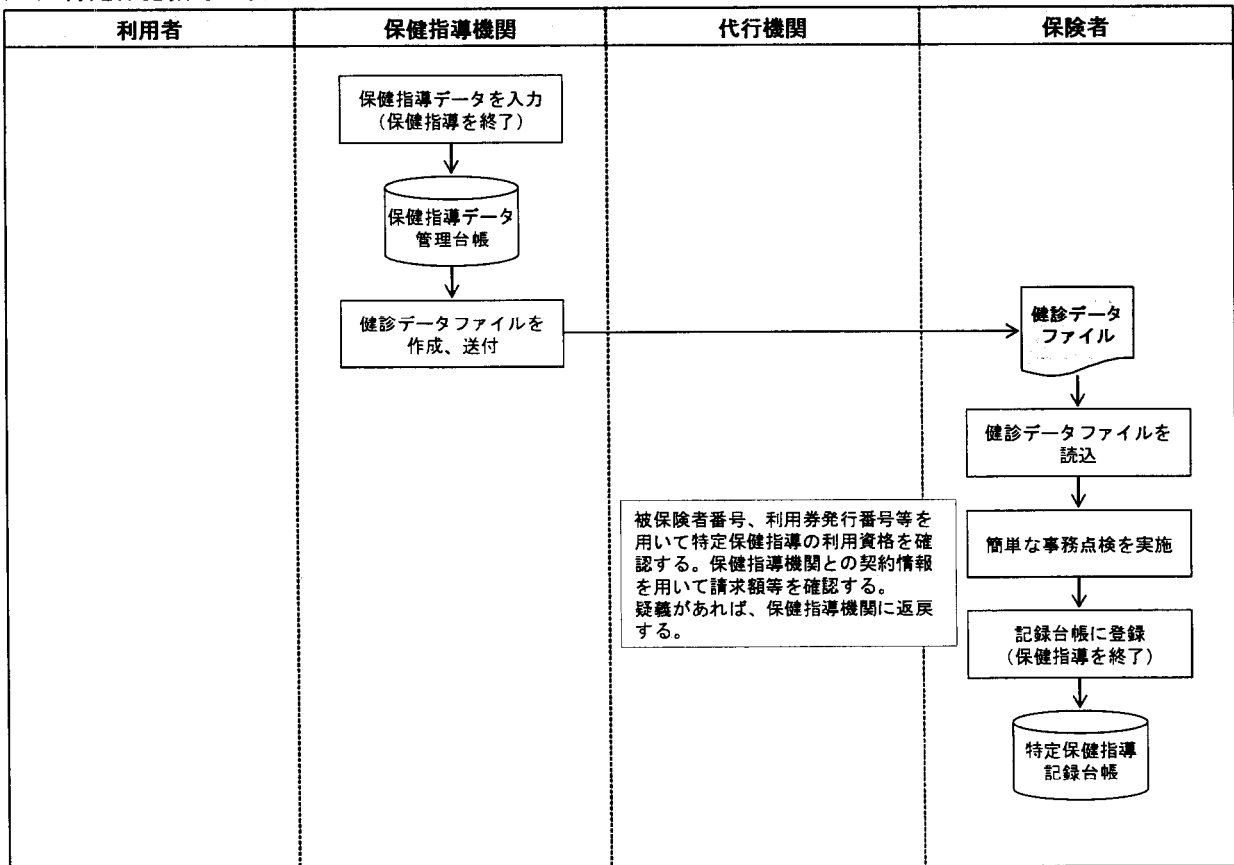 利用者
保健指導機関
代行機関
保険者
保健指導データを入力
(保健指導を終了)
保健指導データ
管理台帳
健診データファイルを
作成、送付
健診データ
ファイル
健診データファイルを
読込
被保険者番号、利用券発行番号等を
用いて特定保健指導の利用資格を確
認する。保健指導機関との契約情報
を用いて請求額等を確認する。
疑義があれば、保健指導機関に返戻
する。
簡単な事務点検を実施
記録台帳に登録
(保健指導を終了)
特定保健指導
記録台帳